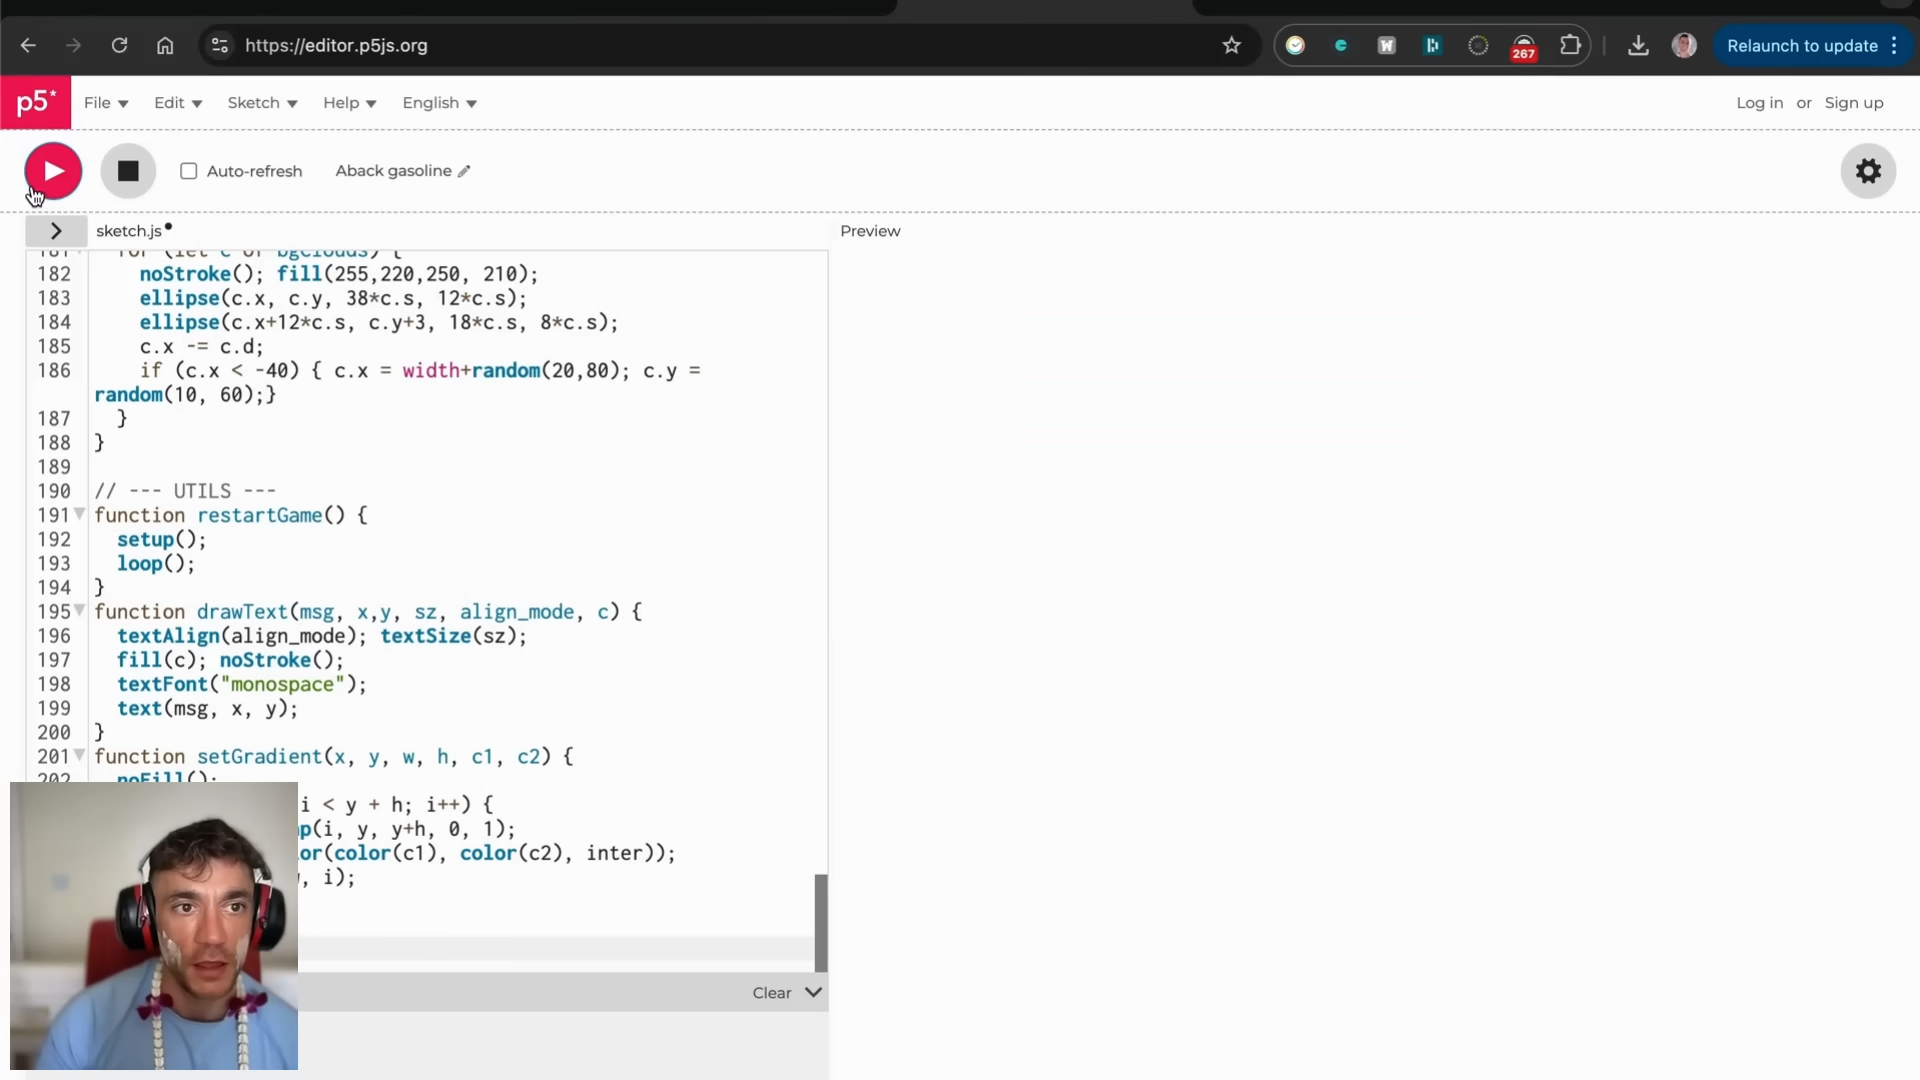 https://editor.p5js.org
267
Relaunch to update
p5*
File Edit Sketch Help English
Log in or Sign up
Auto-refresh
Aback gasoline
sketch.js
Preview
182 noStroke(); fill(255,220,250, 210);
183 ellipse(c.x, c.y, 38*c.s, 12*c.s);
184 ellipse(c.x+12*c.s, c.y+3, 18*c.s, 8*c.s);
185 c.x -= c.d;
186 if (c.x < -40) { c.x = width+random(20,80); c.y =
random(10, 60);}
187 }
188 }
189
190 // --- UTILS ---
191 function restartGame() {
192 setup();
193 loop();
194 }
195 function drawText(msg, x,y, sz, align_mode, c) {
196 textAlign(align_mode); textSize(sz);
197 fill(c); noStroke();
198 textFont("monospace");
199 text(msg, x, y);
200 }
201 function setGradient(x, y, w, h, c1, c2) {
202 noFill();
i < y + h; i++) {
(i, y, y+h, 0, 1);
(color(c1), color(c2), inter));
, i);
Clear